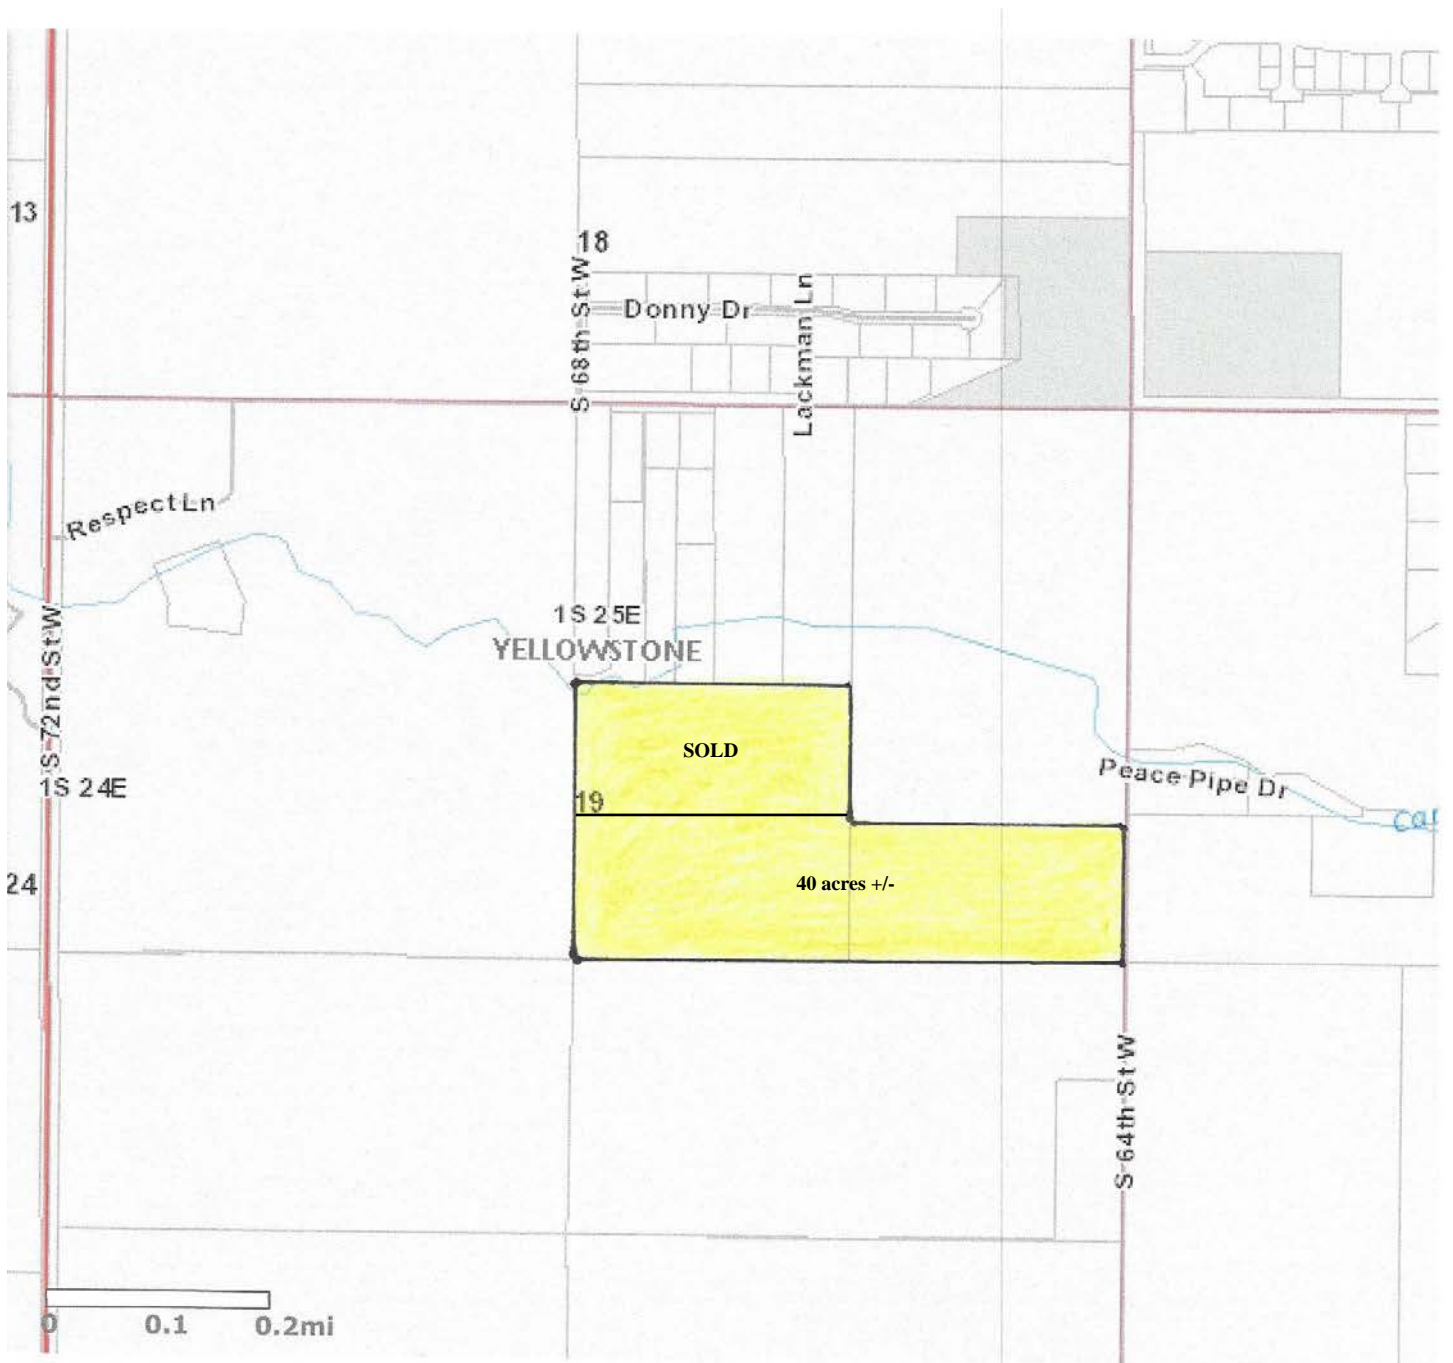 13
18
S 68th St W
Donny Dr
Lackman Ln
Respect Ln
1S 25E
YELLOWSTONE
S 72nd St W
SOLD
Peace Pipe Dr
1S 24E
19
24
40 acres +/-
S 64th St W
0 0.1 0.2mi